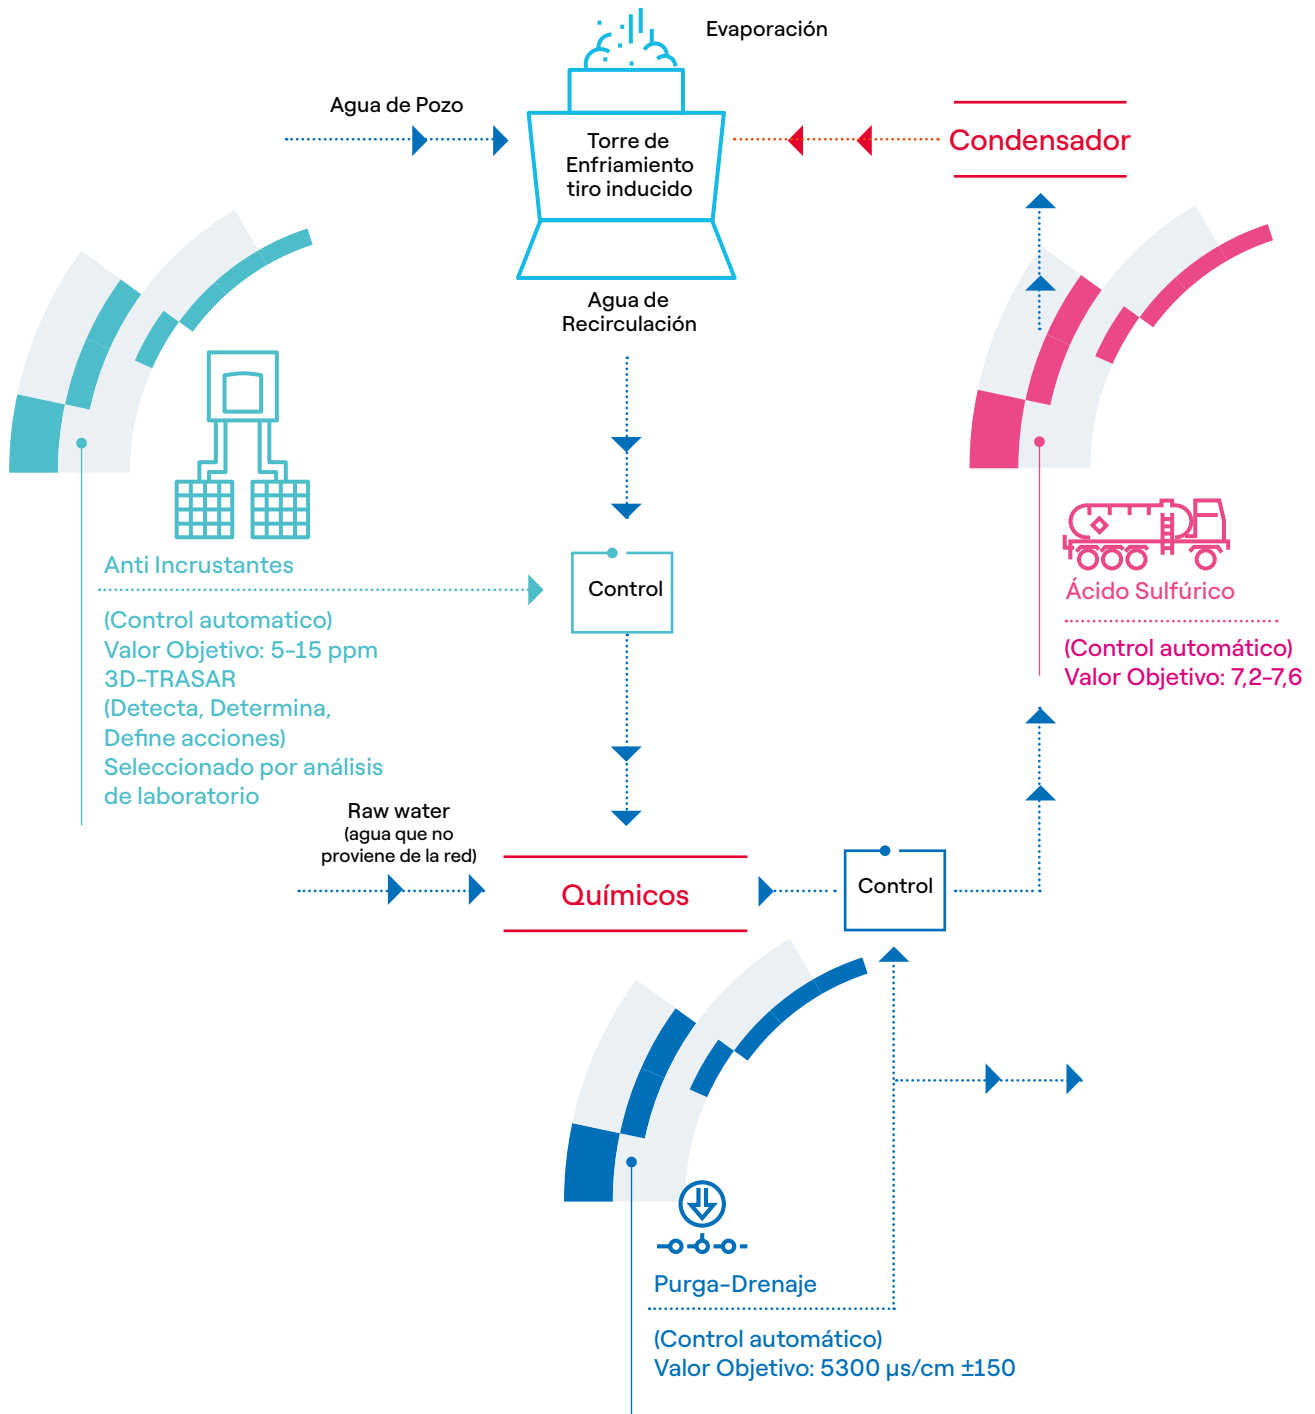 Evaporación
Agua de Pozo
Torre de
Enfriamiento
tiro inducido
Condensador
Agua de
Recirculación
Anti Incrustantes
Control
(Control automatico)
Valor Objetivo: 5-15 ppm
3D-TRASAR
(Detecta, Determina,
Define acciones)
Seleccionado por análisis
de laboratorio
Ácido Sulfúrico
(Control automático)
Valor Objetivo: 7,2-7,6
Raw water
(agua que no
proviene de la red)
Químicos
Control
Purga-Drenaje
(Control automático)
Valor Objetivo: 5300 µs/cm ±150